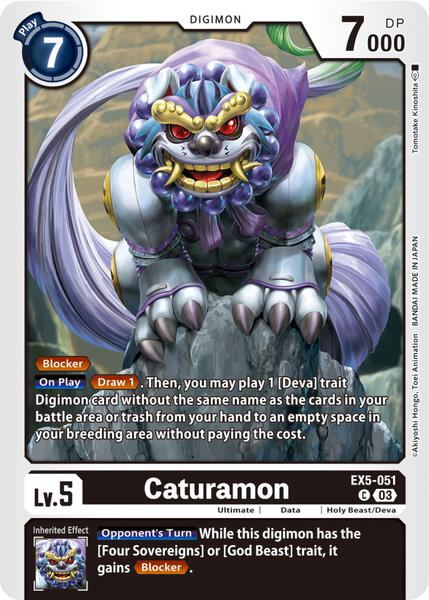 Play
7
DIGIMON
7000
DP
Tomotake Kinoshita
©Akiyoshi Hongo, Toei Animation BANDAI MADE IN JAPAN
Blocker
On Play Draw 1. Then, you may play 1 [Deva] trait
Digimon card without the same name as the cards in your
battle area or trash from your hand to an empty space in
your breeding area without paying the cost.
Lv.5
Caturamon
EX5-051
C 03
Ultimate | Data | Holy Beast/Deva
Inherited Effect
Opponent's Turn While this digimon has the
[Four Sovereigns] or [God Beast] trait, it
gains Blocker.